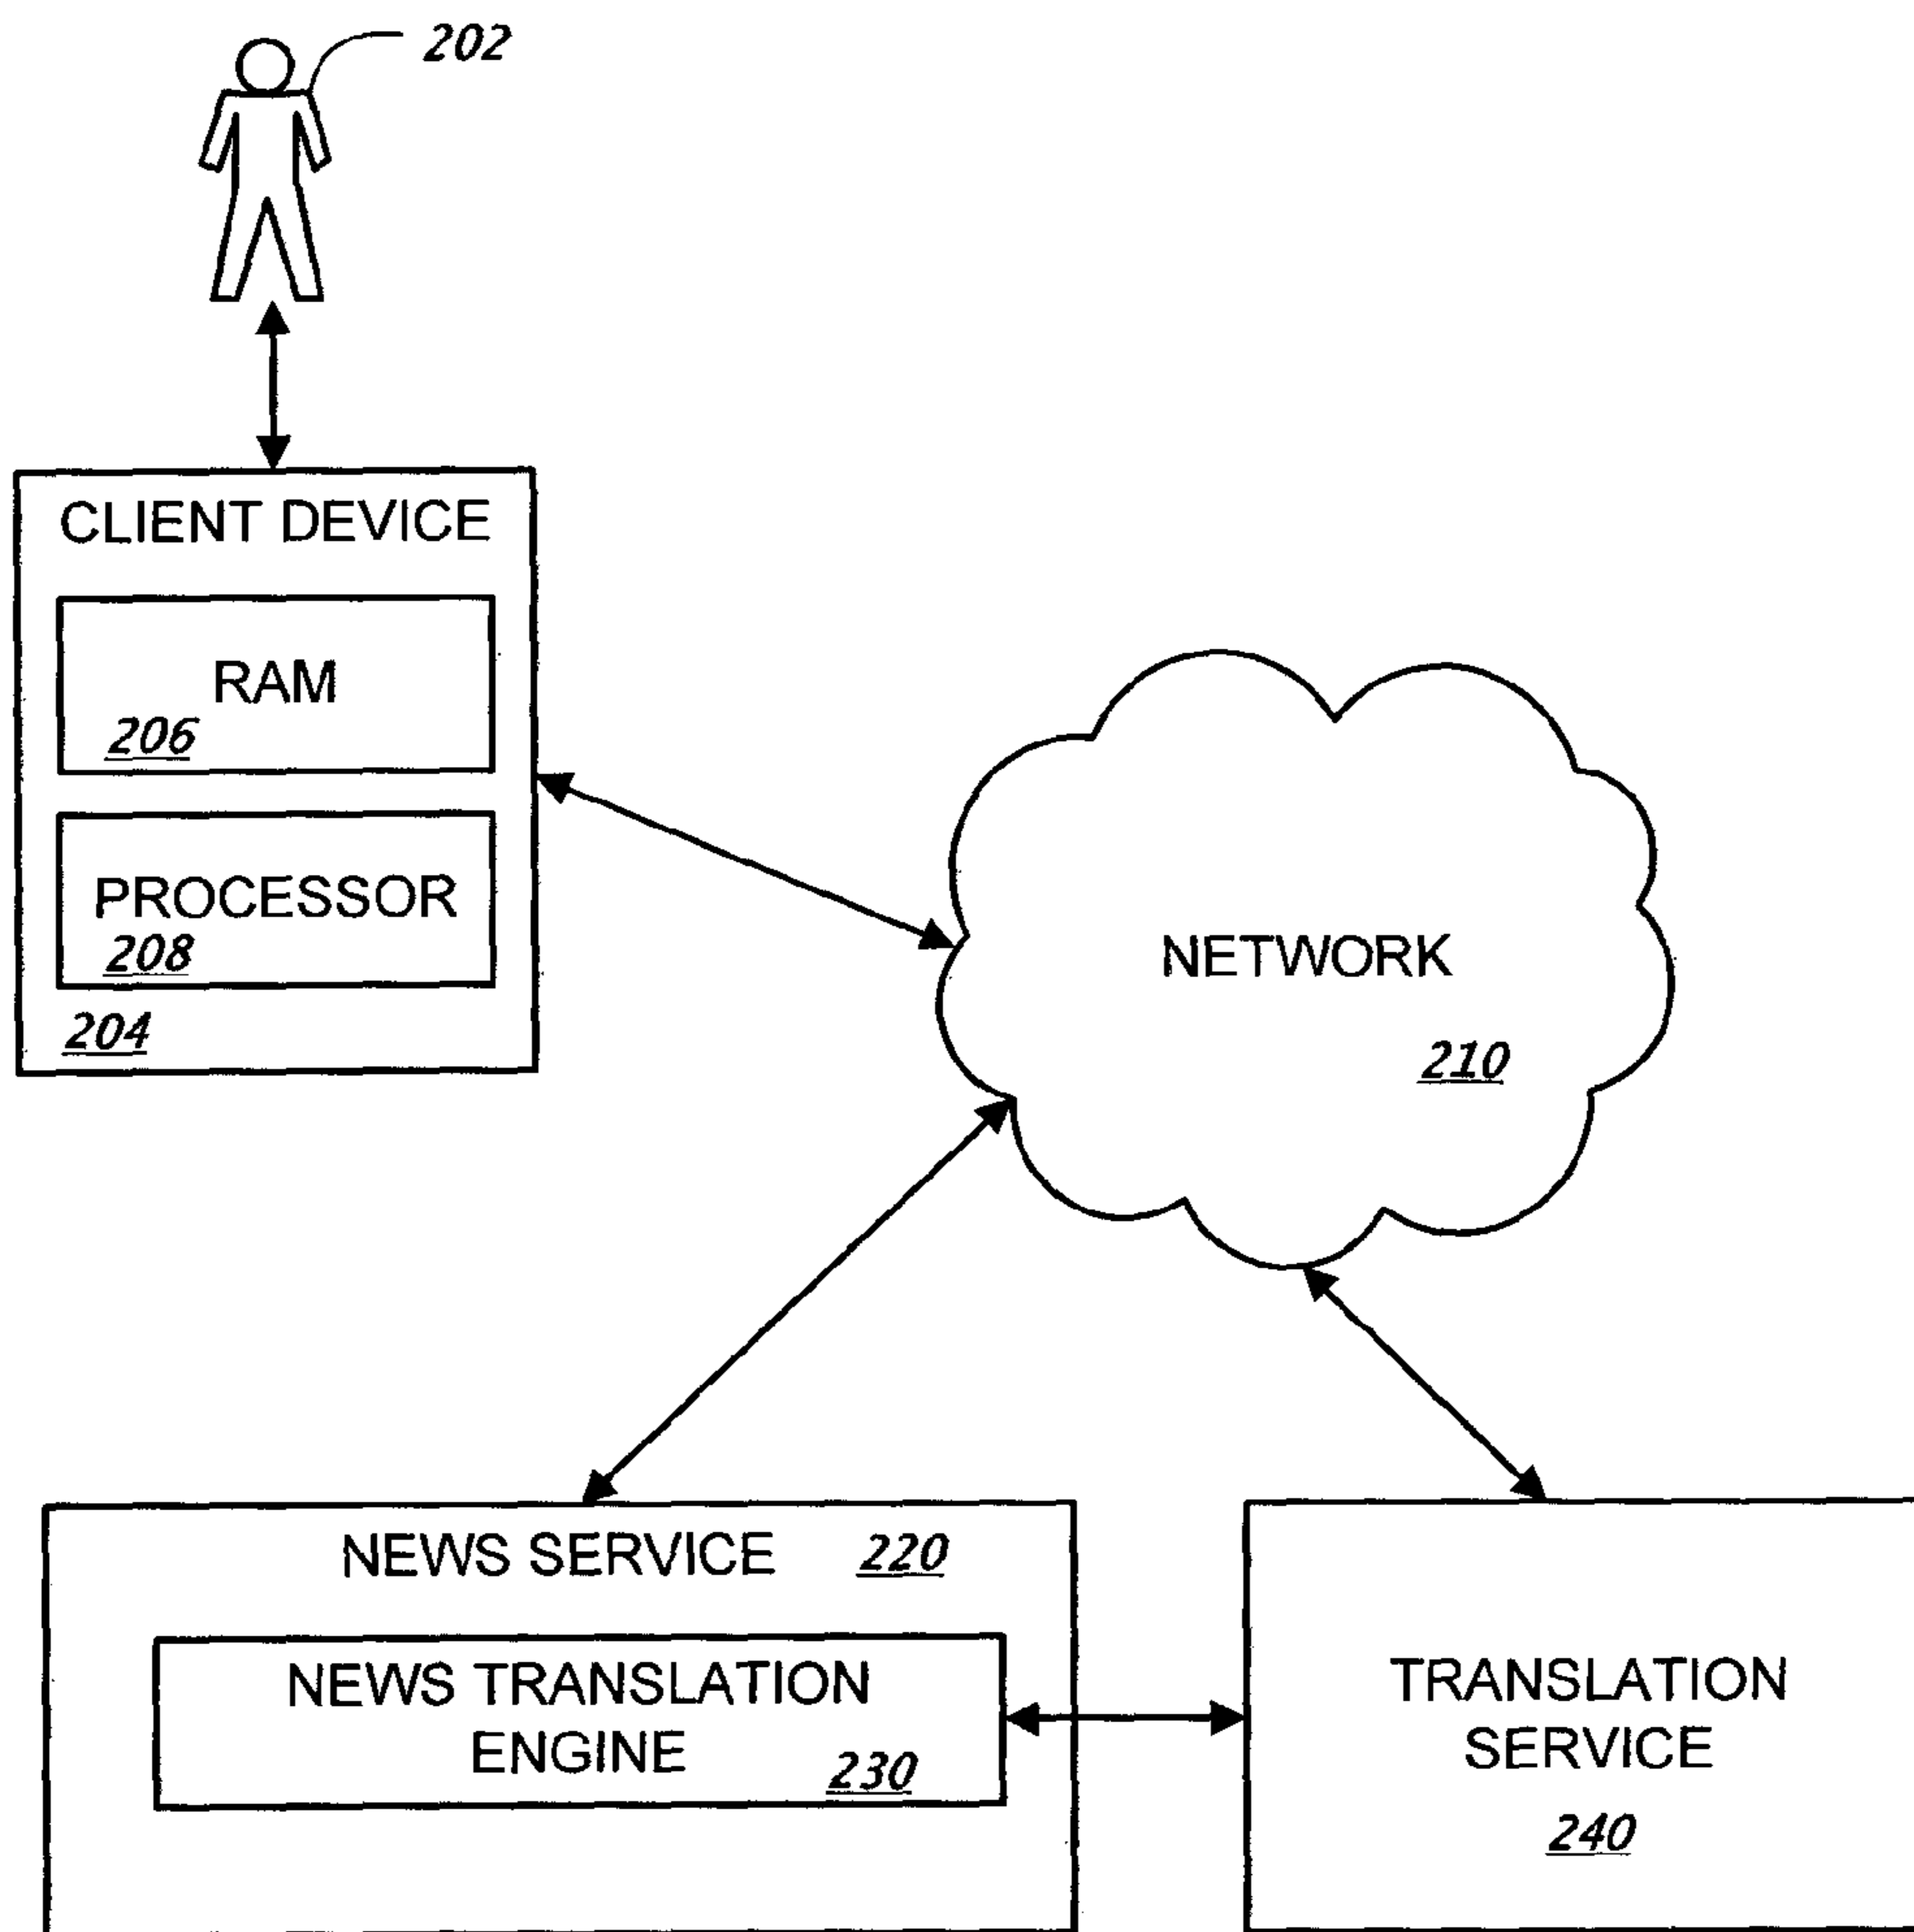 202
CLIENT DEVICE
RAM
206
PROCESSOR
208
204
NETWORK
210
NEWS SERVICE 220
NEWS TRANSLATION
ENGINE 230
TRANSLATION
SERVICE
240